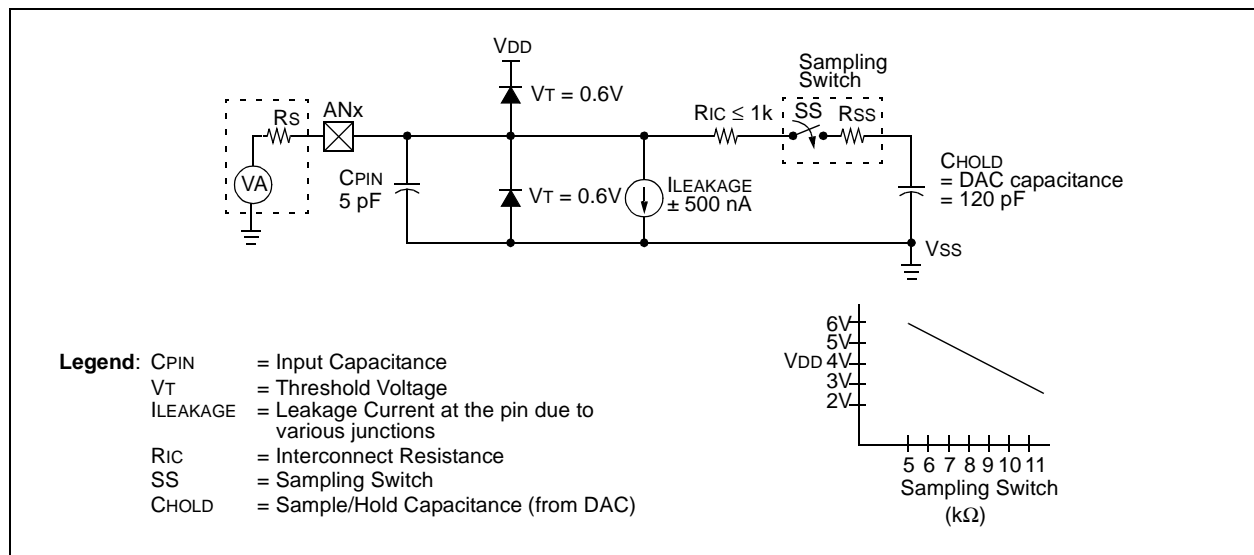 VDD
Sampling
Switch
VT = 0.6V
ANx
RS
RIC ≤ 1k
SS
RSS
VA
CPIN
5 pF
VT = 0.6V
ILEAKAGE
± 500 nA
CHOLD
= DAC capacitance
= 120 pF
VSS
Legend: CPIN = Input Capacitance
VT = Threshold Voltage
ILEAKAGE = Leakage Current at the pin due to
various junctions
RIC = Interconnect Resistance
SS = Sampling Switch
CHOLD = Sample/Hold Capacitance (from DAC)
6V
5V
VDD 4V
3V
2V
5 6 7 8 9 10 11
Sampling Switch
(kΩ)